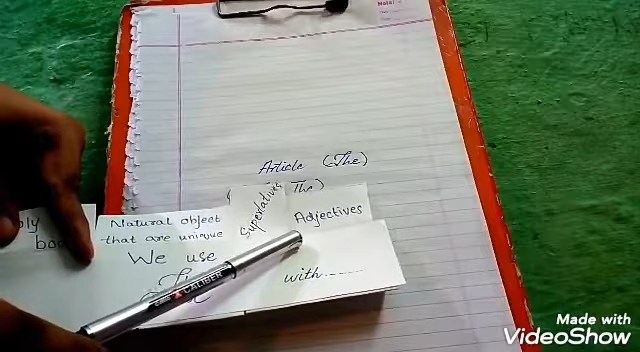 Note!
Article (The)
The)
Natural object
that are unique
Superlatives
Adjectives
We use
with
CALIBER
Made with
VideoShow